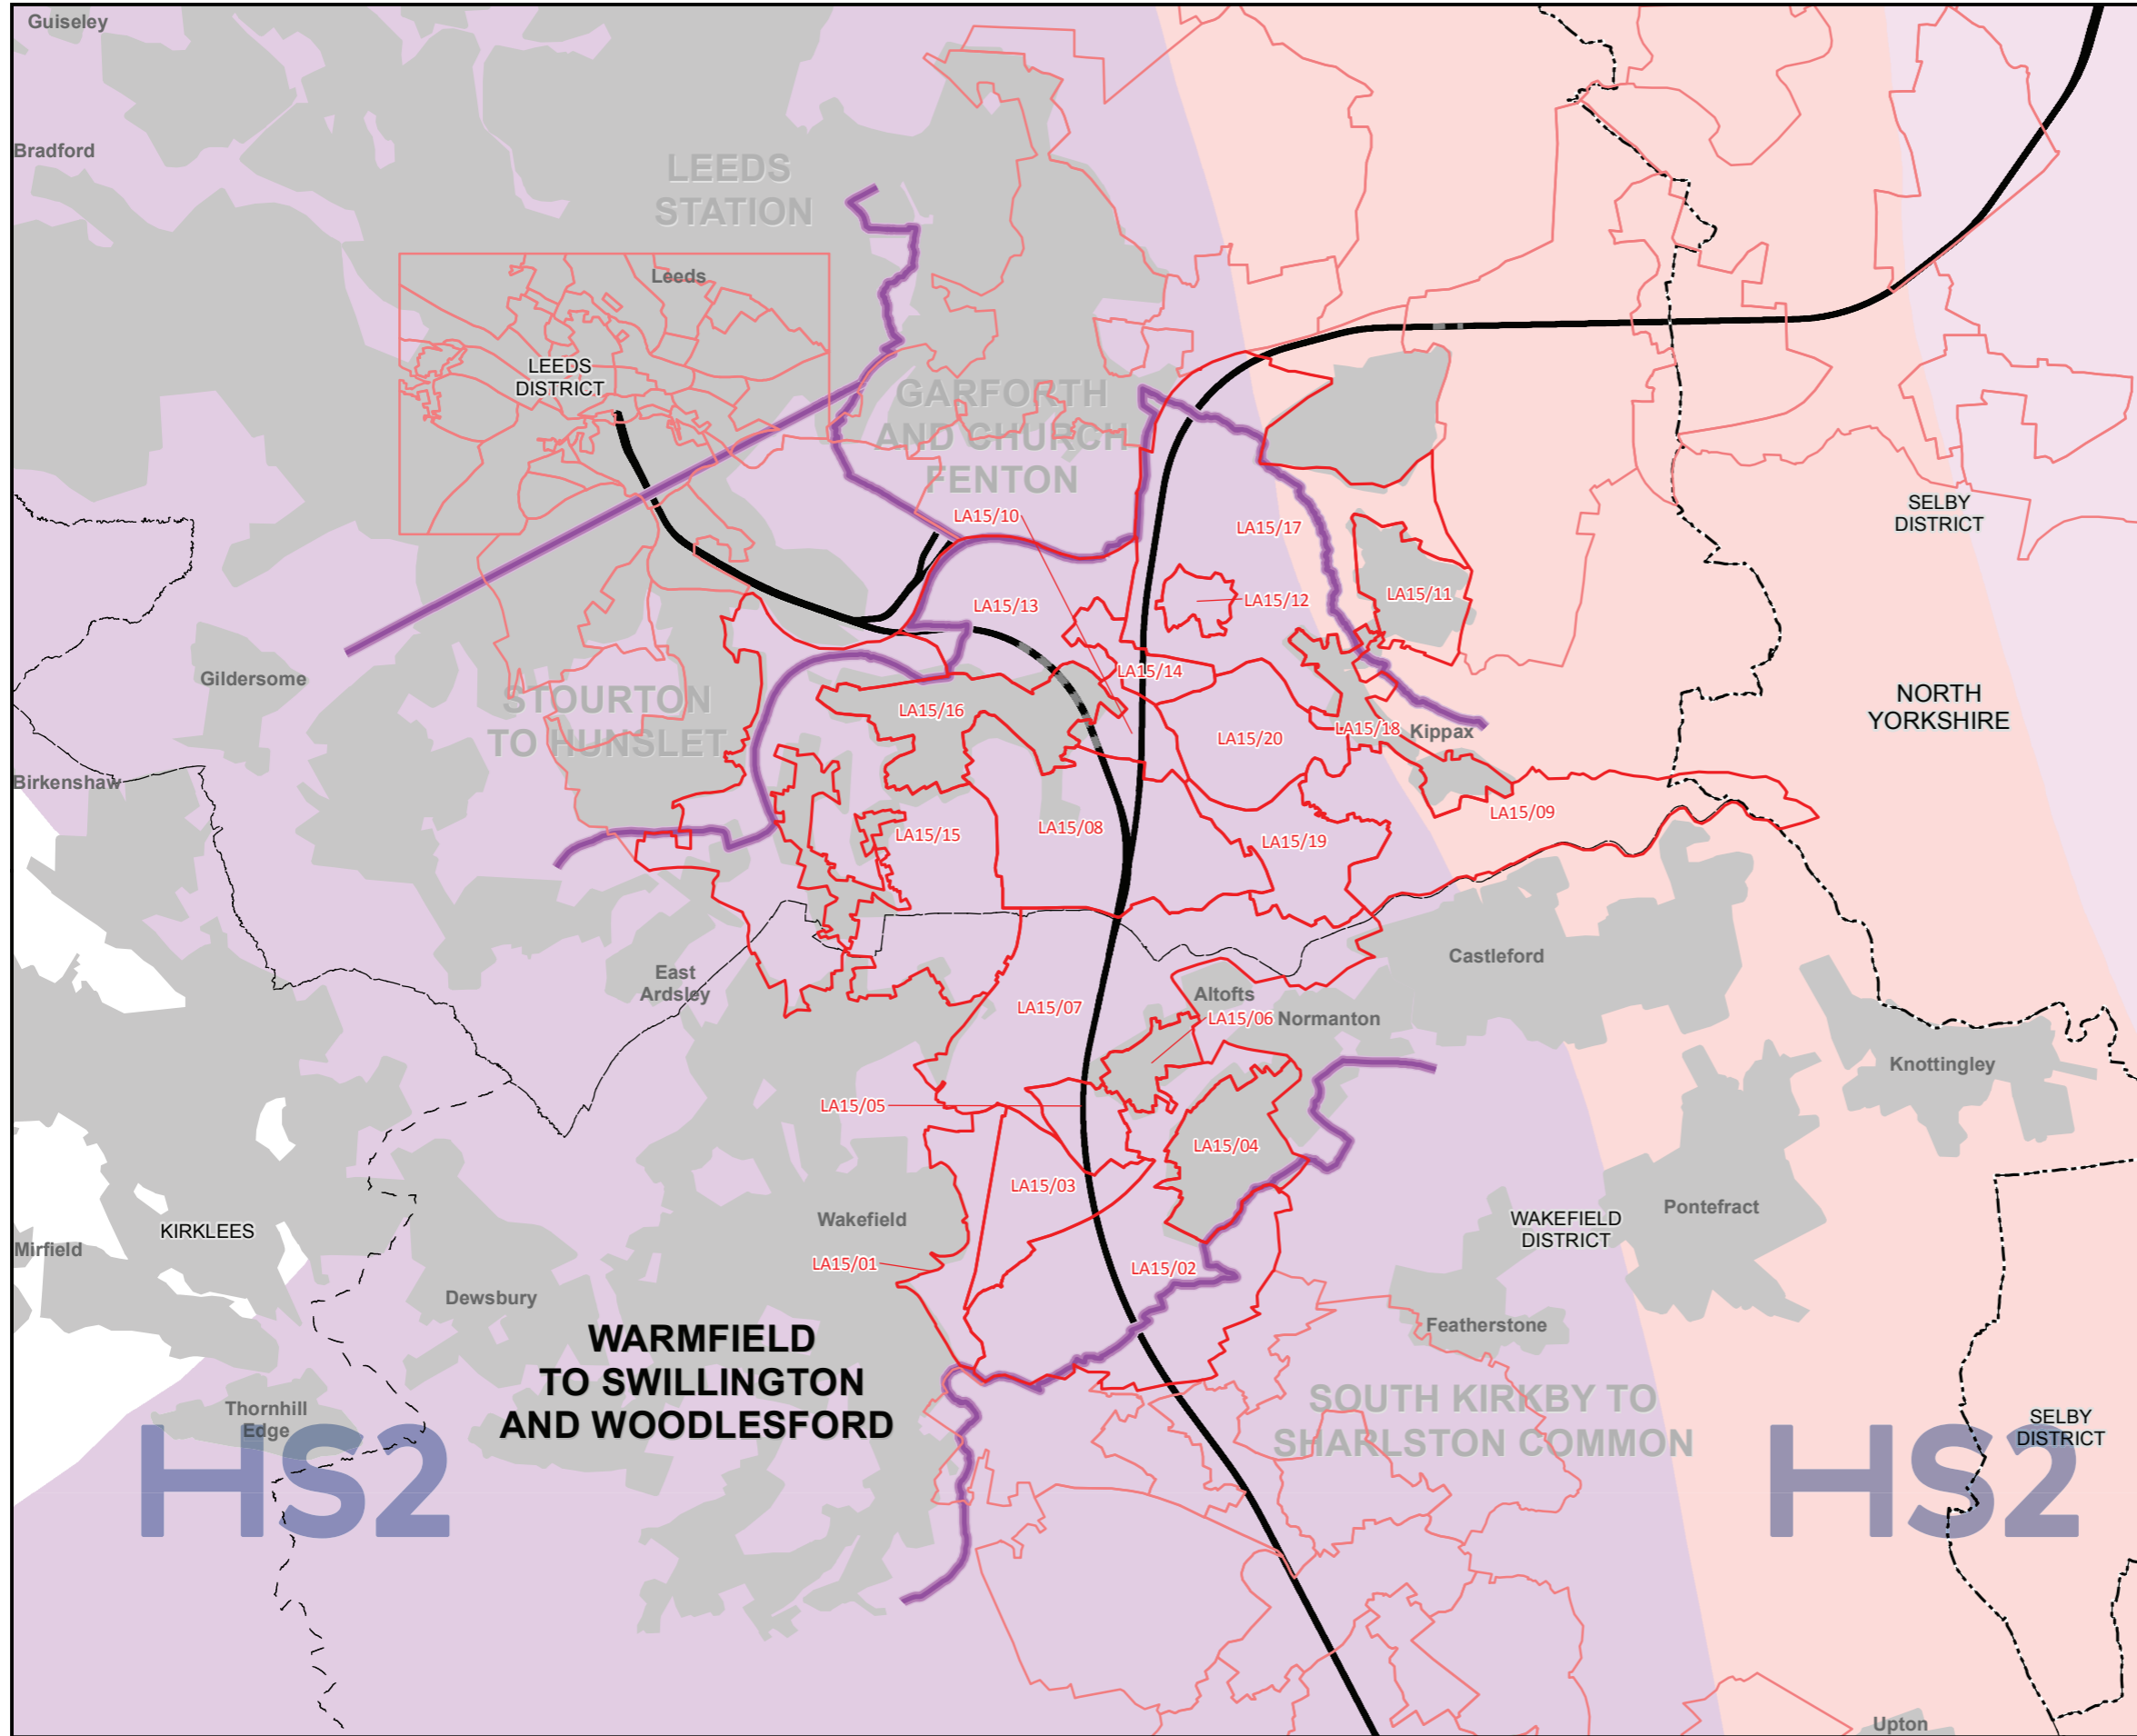 Guiseley
Bradford
LEEDS
STATION
Leeds
LEEDS
DISTRICT
GARFORTH
AND CHURCH
FENTON
LA15/10
LA15/17
SELBY
DISTRICT
LA15/13
LA15/12
LA15/11
Gildersome
STOURTON
TO HUNSLET
LA15/14
LA15/16
LA15/20
LA15/18
Kippax
NORTH
YORKSHIRE
Birkenshaw
LA15/15
LA15/08
LA15/19
LA15/09
East
Ardsley
Castleford
Altofts
LA15/07
LA15/06
Normanton
Knottingley
LA15/05
LA15/04
LA15/03
Wakefield
Pontefract
KIRKLEES
WAKEFIELD
DISTRICT
Mirfield
LA15/01
LA15/02
Dewsbury
Featherstone
WARMFIELD
TO SWILLINGTON
AND WOODLESFORD
Thornhill
Edge
SOUTH KIRKBY TO
SHARLSTON COMMON
SELBY
DISTRICT
HS2
HS2
Upton